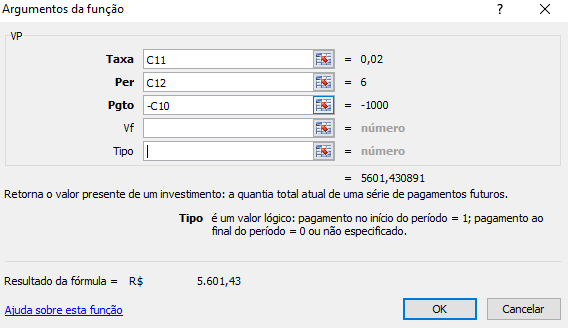 Argumentos da função ? ×
VP
Taxa C11 = 0,02
Per C12 = 6
Pgto -C10 = -1000
Vf = número
Tipo = número
= 5601,430891
Retorna o valor presente de um investimento: a quantia total atual de uma série de pagamentos futuros.
Tipo é um valor lógico: pagamento no início do período = 1; pagamento ao
final do período = 0 ou não especificado.
Resultado da fórmula = R$ 5.601,43
Ajuda sobre esta função OK Cancelar